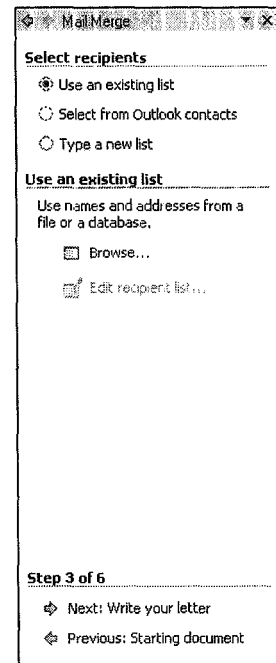 Mail Merge
Select recipients
Use an existing list
Select from Outlook contacts
Type a new list
Use an existing list
Use names and addresses from a
file or a database.
Browse...
Edit recipient list...
Step 3 of 6
Next: Write your letter
Previous: Starting document